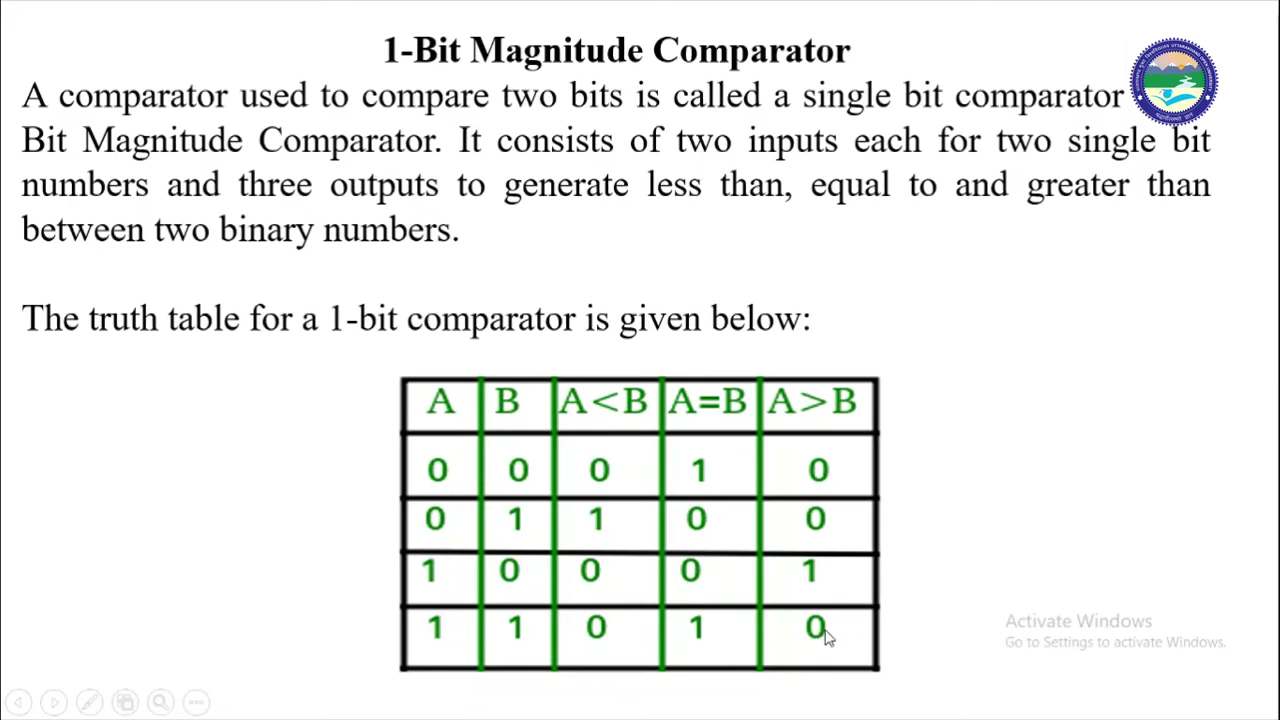 1-Bit Magnitude Comparator
A comparator used to compare two bits is called a single bit comparator
Bit Magnitude Comparator. It consists of two inputs each for two single bit
numbers and three outputs to generate less than, equal to and greater than
between two binary numbers.
The truth table for a 1-bit comparator is given below:
A B A<B A=B A>B
0 0 0 1 0
0 1 1 0 0
1 0 0 0 1
1 1 0 1 0
Activate Windows
Go to Settings to activate Windows.